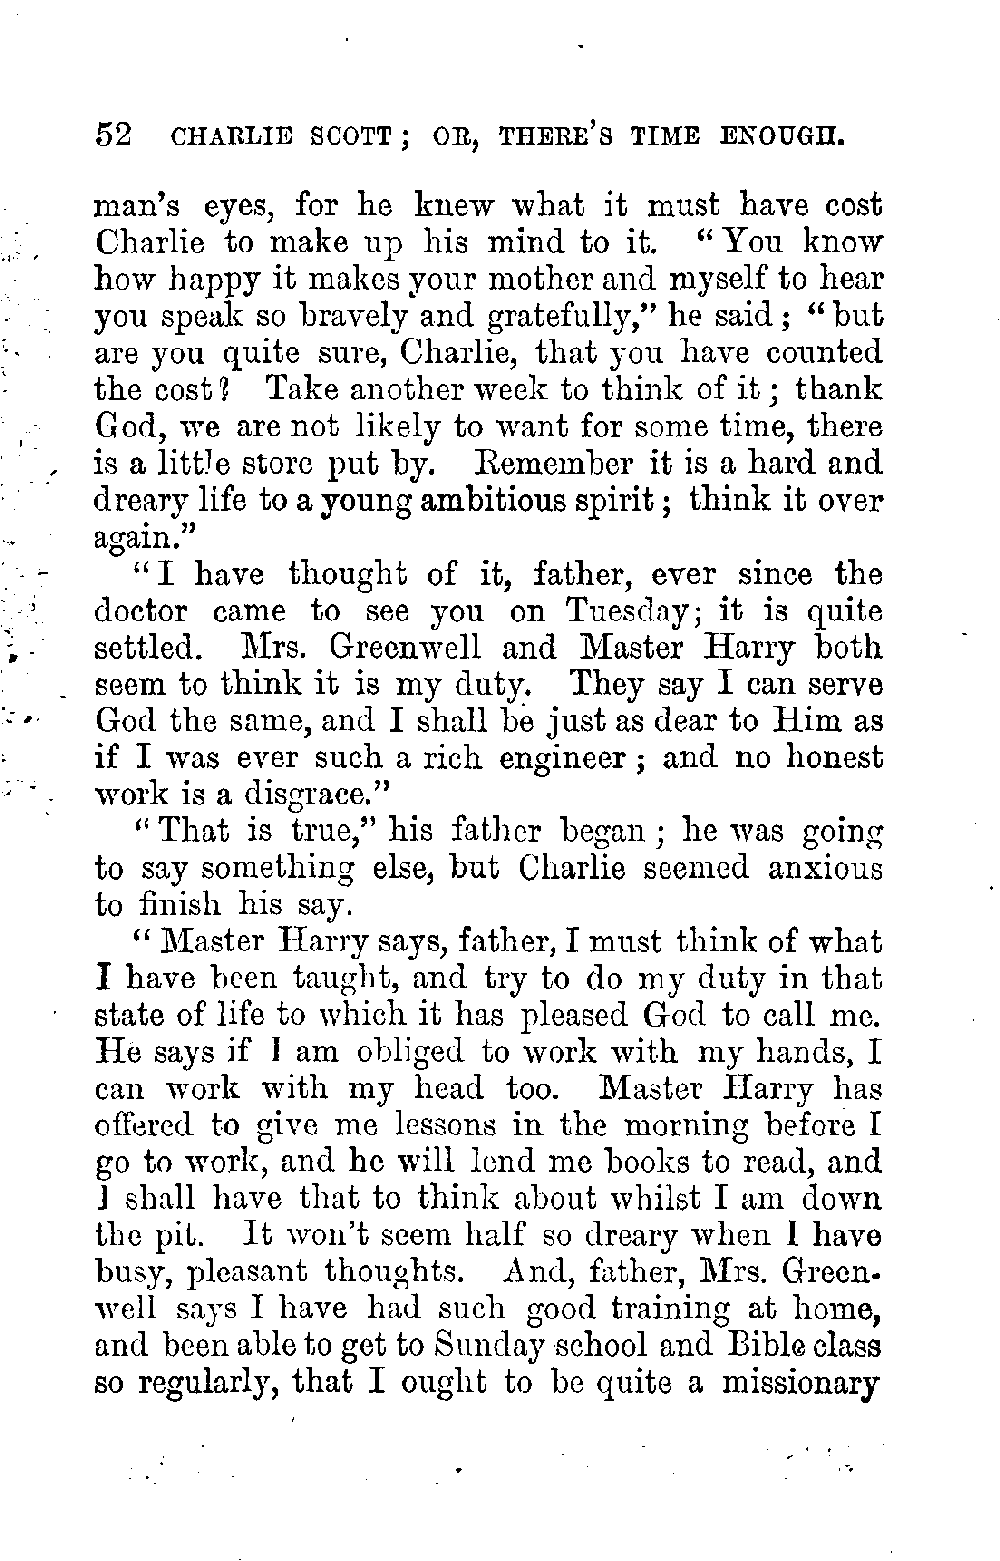 52 CHARLIE SCOTT; OR, THERE'S TIME ENOUGH.
man's eyes, for he knew what it must have cost
Charlie to make up his mind to it. "You know
how happy it makes your mother and myself to hear
you speak so bravely and gratefully," he said; "but
are you quite sure, Charlie, that you have counted
the cost? Take another week to think of it; thank
God, we are not likely to want for some time, there
is a little store put by. Remember it is a hard and
dreary life to a young ambitious spirit; think it over
again."
"I have thought of it, father, ever since the
doctor came to see you on Tuesday; it is quite
settled. Mrs. Greenwell and Master Harry both
seem to think it is my duty. They say I can serve
God the same, and I shall be just as dear to Him as
if I was ever such a rich engineer; and no honest
work is a disgrace."
"That is true," his father began; he was going
to say something else, but Charlie seemed anxious
to finish his say.
"Master Harry says, father, I must think of what
I have been taught, and try to do my duty in that
state of life to which it has pleased God to call me.
He says if I am obliged to work with my hands, I
can work with my head too. Master Harry has
offered to give me lessons in the morning before I
go to work, and he will lend me books to read, and
I shall have that to think about whilst I am down
the pit. It won't seem half so dreary when I have
busy, pleasant thoughts. And, father, Mrs. Green-
well says I have had such good training at home,
and been able to get to Sunday school and Bible class
so regularly, that I ought to be quite a missionary